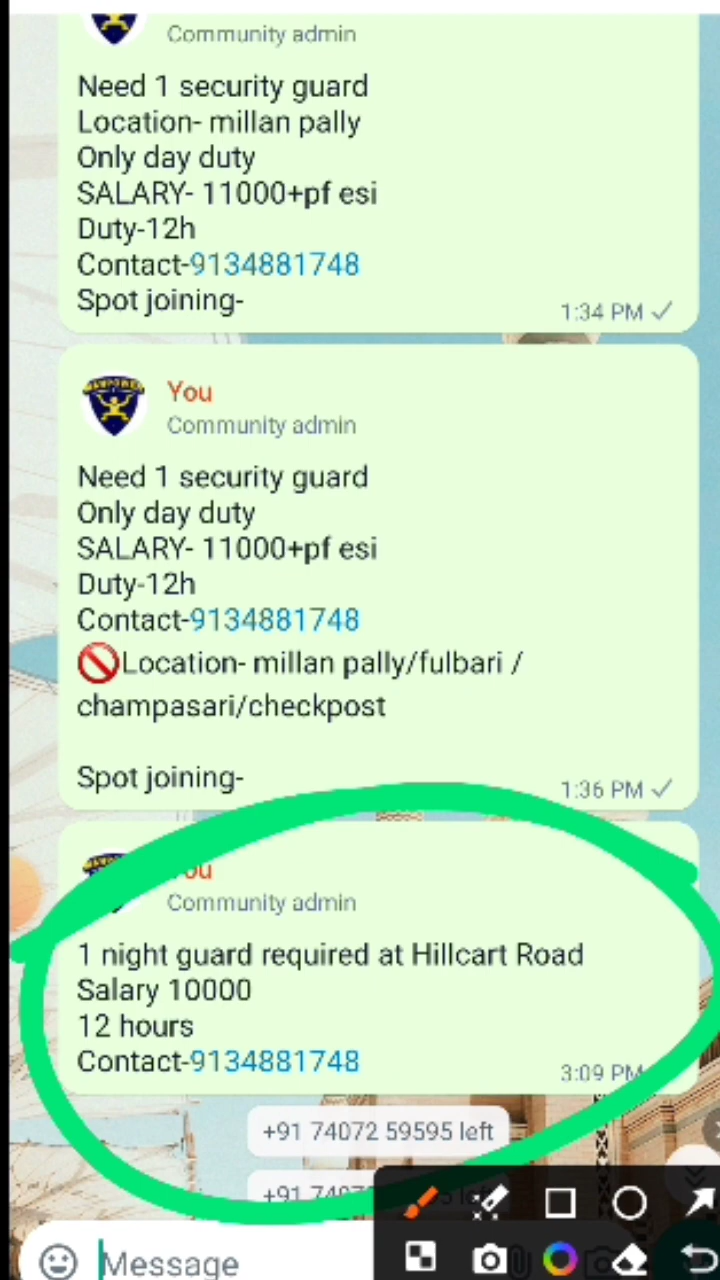 Community admin
Need 1 security guard
Location- millan pally
Only day duty
SALARY- 11000+pf esi
Duty-12h
Contact-9134881748
Spot joining-
1:34 PM
MANPOWER
You
Community admin
Need 1 security guard
Only day duty
SALARY- 11000+pf esi
Duty-12h
Contact-9134881748
🚫Location- millan pally/fulbari /
champasari/checkpost
Spot joining-
1:36 PM
You
Community admin
1 night guard required at Hillcart Road
Salary 10000
12 hours
Contact-9134881748
3:09 PM
+91 74072 59595 left
Message